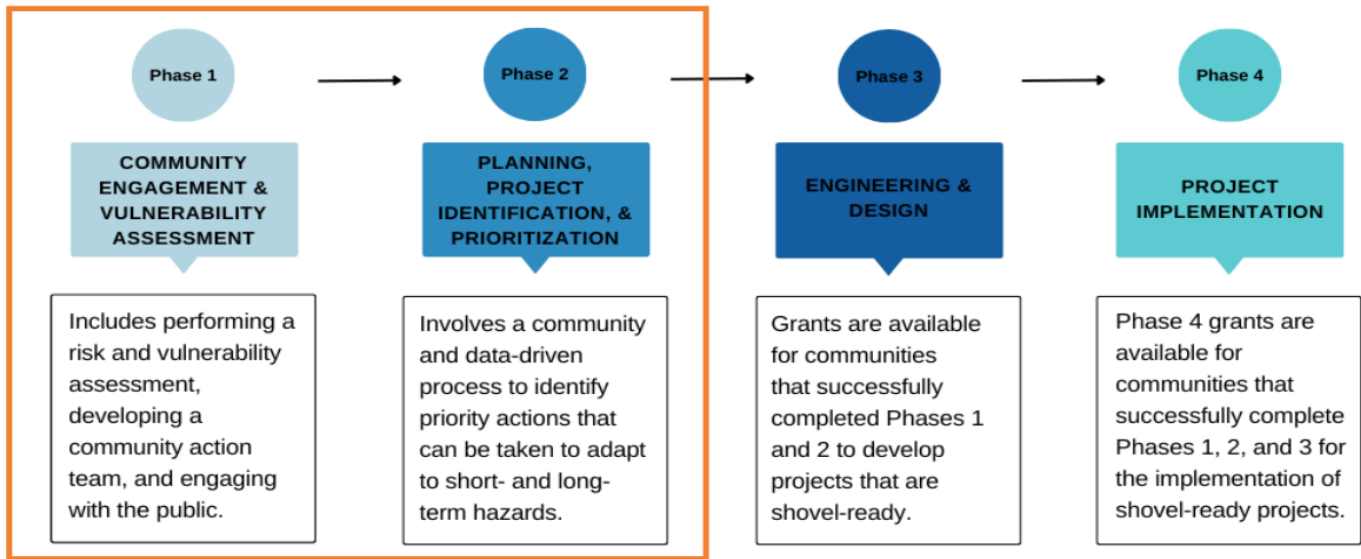 Phase 1
Phase 2
Phase 3
Phase 4
COMMUNITY
ENGAGEMENT &
VULNERABILITY
ASSESSMENT
PLANNING,
PROJECT
IDENTIFICATION, &
PRIORITIZATION
ENGINEERING &
DESIGN
PROJECT
IMPLEMENTATION
Includes performing a
risk and vulnerability
assessment,
developing a
community action
team, and engaging
with the public.
Involves a community
and data-driven
process to identify
priority actions that
can be taken to adapt
to short- and long-
term hazards.
Grants are available
for communities
that successfully
completed Phases 1
and 2 to develop
projects that are
shovel-ready.
Phase 4 grants are
available for
communities that
successfully complete
Phases 1, 2, and 3 for
the implementation of
shovel-ready projects.